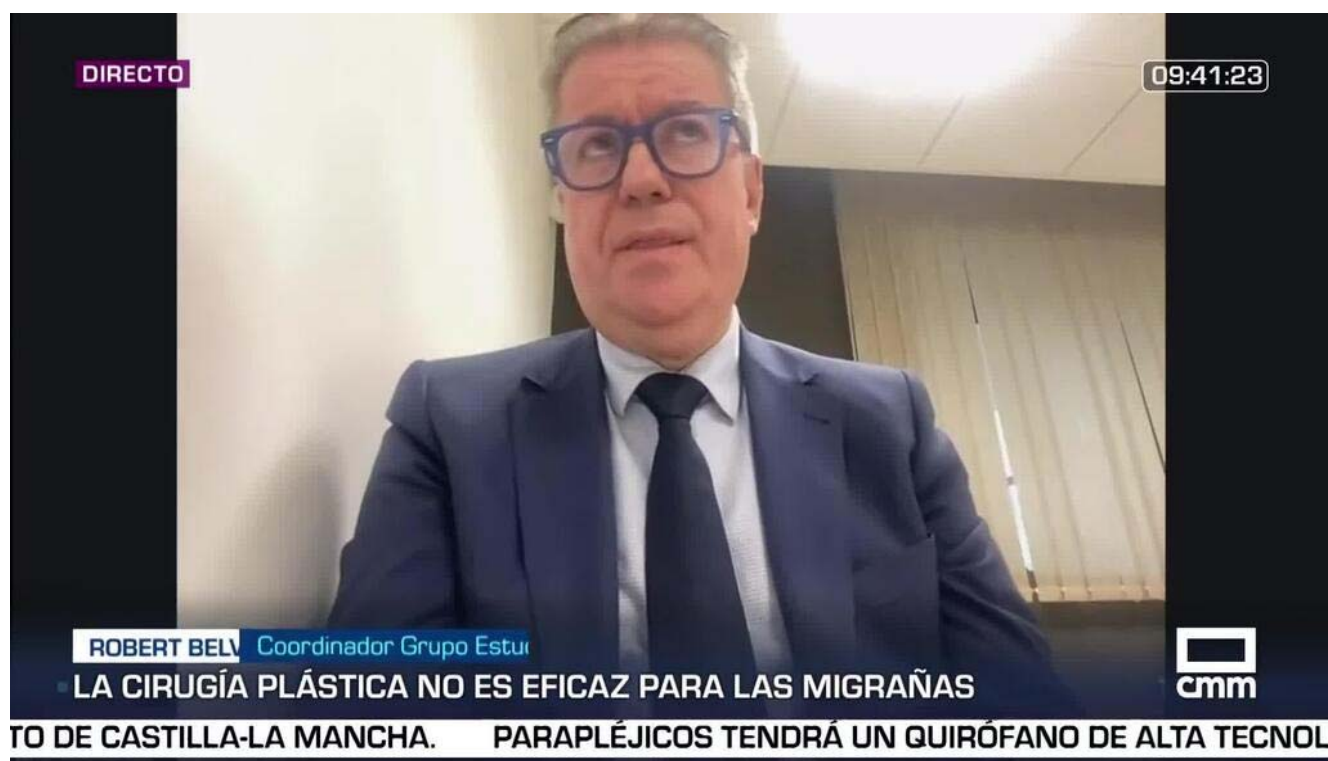 DIRECTO
09:41:23
ROBERT BELV Coordinador Grupo Estu
LA CIRUGÍA PLÁSTICA NO ES EFICAZ PARA LAS MIGRAÑAS
cmm
TO DE CASTILLA-LA MANCHA. PARAPLÉJICOS TENDRÁ UN QUIRÓFANO DE ALTA TECNOL